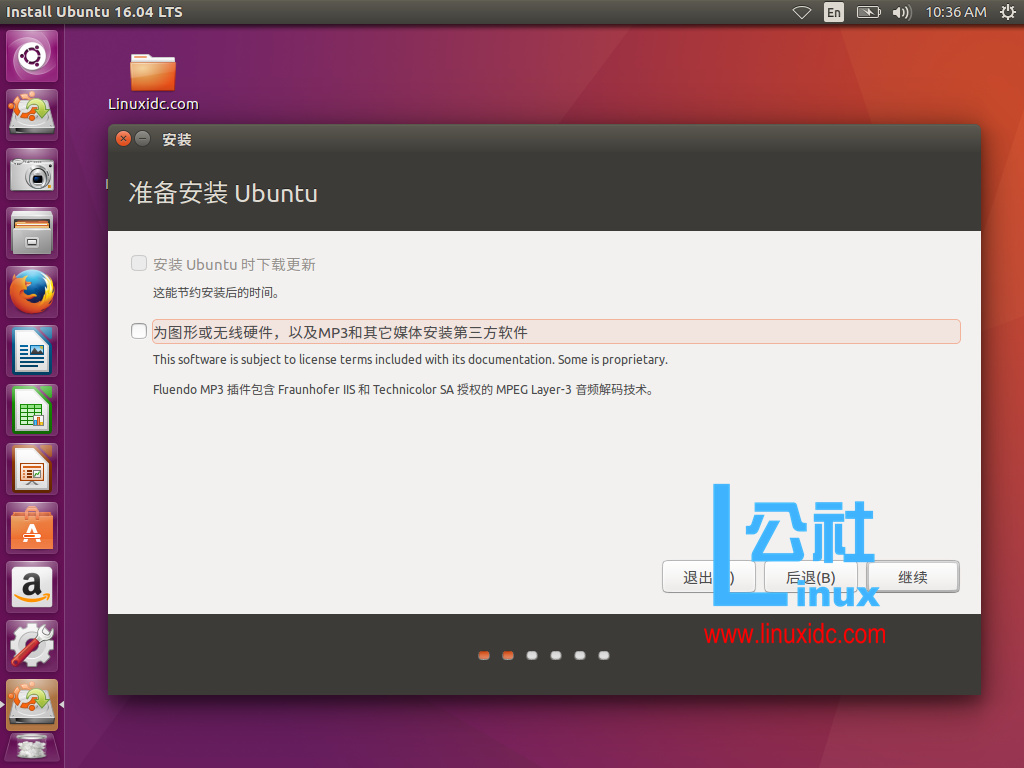 Install Ubuntu 16.04 LTS
En
10:36 AM
Linuxidc.com
安装
准备安装 Ubuntu
安装 Ubuntu 时下载更新
这能节约安装后的时间。
为图形或无线硬件，以及MP3和其它媒体安装第三方软件
This software is subject to license terms included with its documentation. Some is proprietary.
Fluendo MP3 插件包含 Fraunhofer IIS 和 Technicolor SA 授权的 MPEG Layer-3 音频解码技术。
公社
退出
后退(B)
继续
Linux
www.linuxidc.com